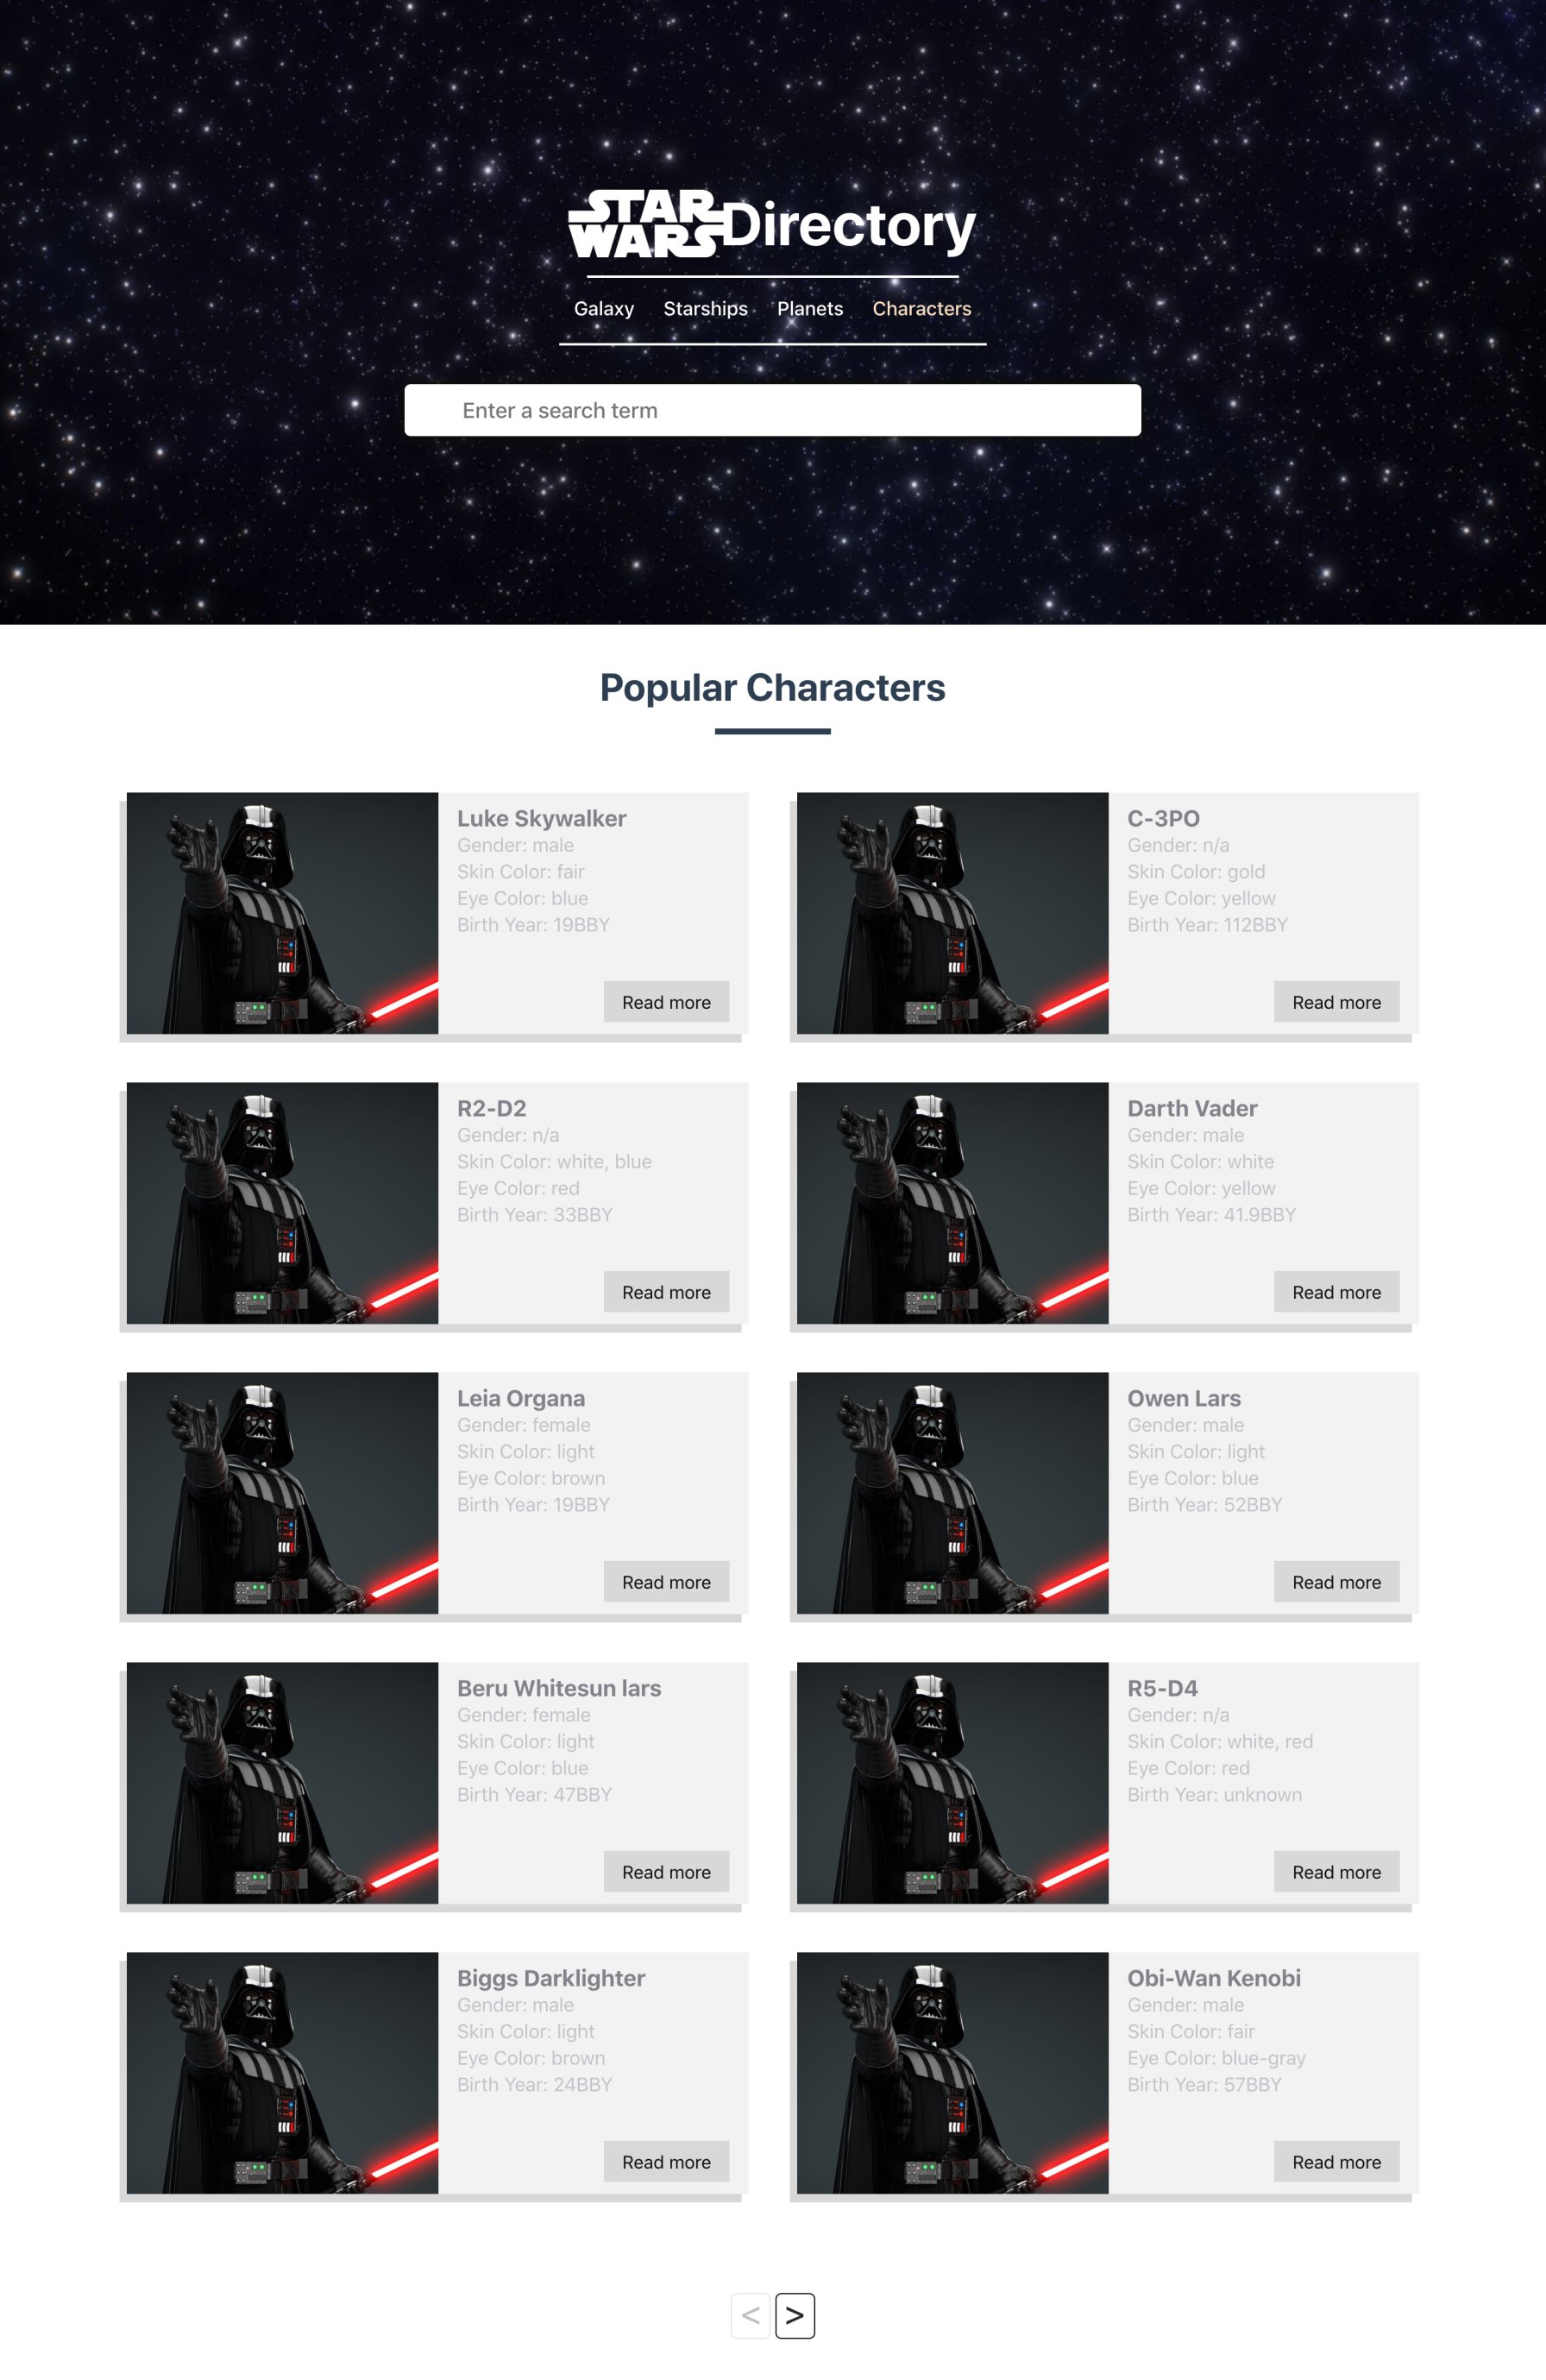 STAR
WARS Directory
Galaxy Starships Planets Characters
Enter a search term
Popular Characters
Luke Skywalker
Gender: male
Skin Color: fair
Eye Color: blue
Birth Year: 19BBY
Read more
C-3PO
Gender: n/a
Skin Color: gold
Eye Color: yellow
Birth Year: 112BBY
Read more
R2-D2
Gender: n/a
Skin Color: white, blue
Eye Color: red
Birth Year: 33BBY
Read more
Darth Vader
Gender: male
Skin Color: white
Eye Color: yellow
Birth Year: 41.9BBY
Read more
Leia Organa
Gender: female
Skin Color: light
Eye Color: brown
Birth Year: 19BBY
Read more
Owen Lars
Gender: male
Skin Color: light
Eye Color: blue
Birth Year: 52BBY
Read more
Beru Whitesun lars
Gender: female
Skin Color: light
Eye Color: blue
Birth Year: 47BBY
Read more
R5-D4
Gender: n/a
Skin Color: white, red
Eye Color: red
Birth Year: unknown
Read more
Biggs Darklighter
Gender: male
Skin Color: light
Eye Color: brown
Birth Year: 24BBY
Read more
Obi-Wan Kenobi
Gender: male
Skin Color: fair
Eye Color: blue-gray
Birth Year: 57BBY
Read more
< >